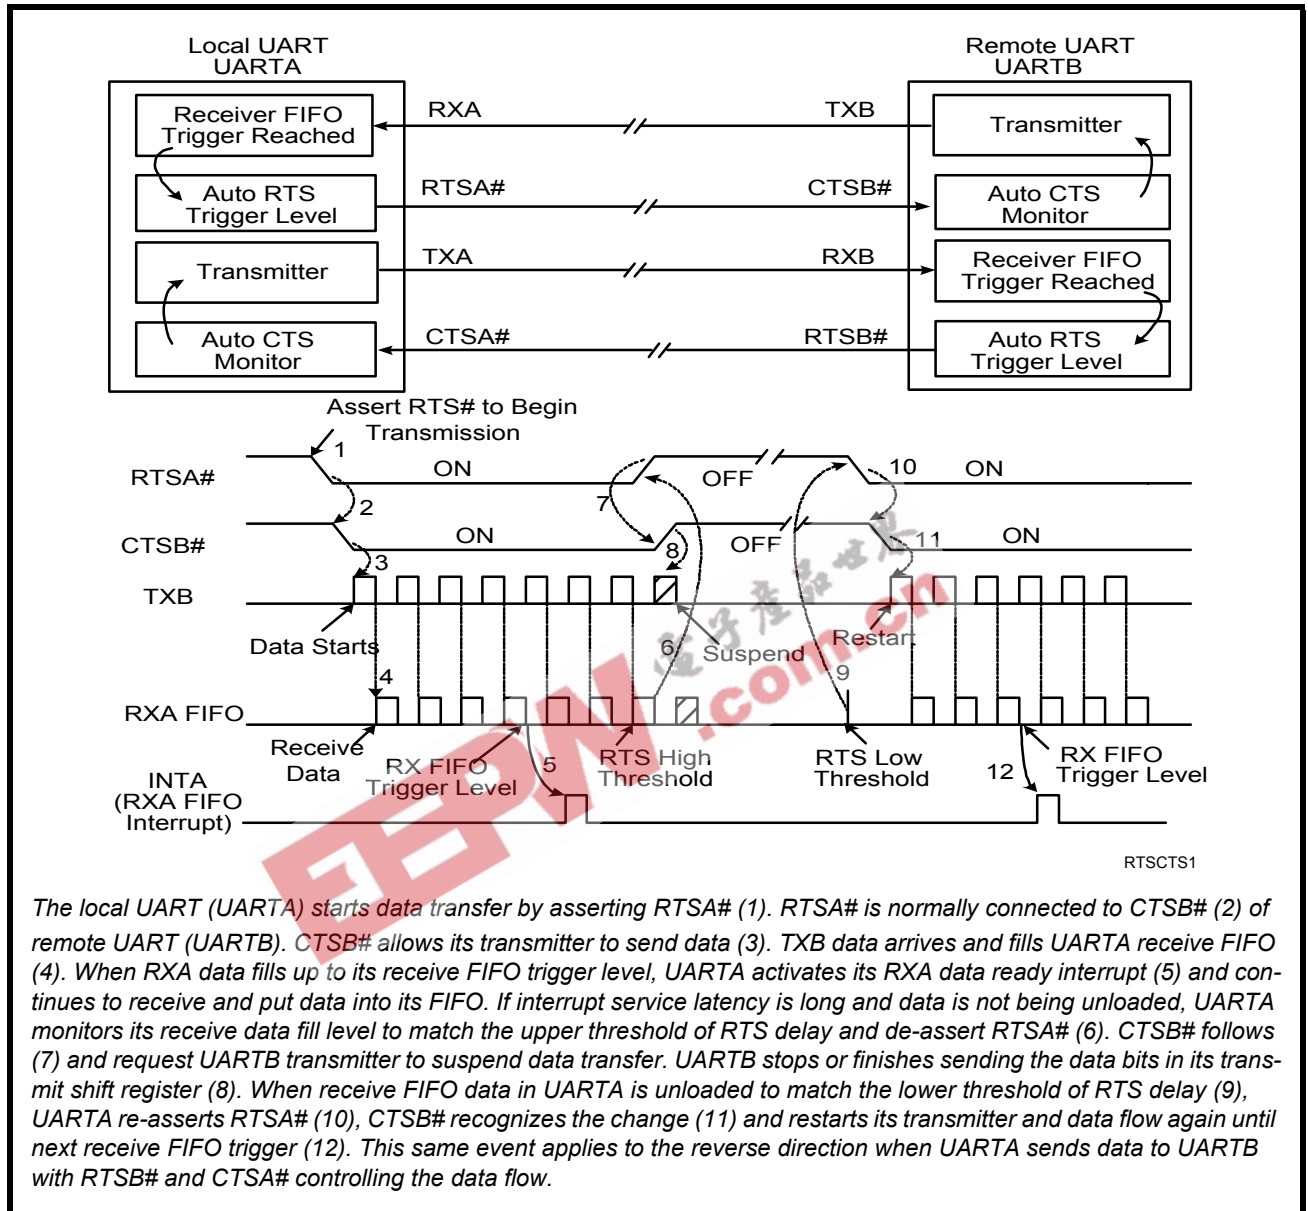 Local UART
UARTA
Remote UART
UARTB
Receiver FIFO
Trigger Reached
RXA
TXB
Transmitter
Auto RTS
Trigger Level
RTSA#
CTSB#
Auto CTS
Monitor
Transmitter
TXA
RXB
Receiver FIFO
Trigger Reached
Auto CTS
Monitor
CTSA#
RTSB#
Auto RTS
Trigger Level
Assert RTS# to Begin
Transmission
RTSA#
1
ON
7
OFF
10
ON
2
CTSB#
3
ON
8
OFF
11
ON
TXB
Data Starts
6
Suspend
Restart
4
9
RXA FIFO
Receive
Data
RX FIFO
Trigger Level
5
RTS High
Threshold
RTS Low
Threshold
12
RX FIFO
Trigger Level
INTA
(RXA FIFO
Interrupt)
RTSCTS1
EEPW.com.cn
電子產品世界
The local UART (UARTA) starts data transfer by asserting RTSA# (1). RTSA# is normally connected to CTSB# (2) of
remote UART (UARTB). CTSB# allows its transmitter to send data (3). TXB data arrives and fills UARTA receive FIFO
(4). When RXA data fills up to its receive FIFO trigger level, UARTA activates its RXA data ready interrupt (5) and con-
tinues to receive and put data into its FIFO. If interrupt service latency is long and data is not being unloaded, UARTA
monitors its receive data fill level to match the upper threshold of RTS delay and de-assert RTSA# (6). CTSB# follows
(7) and request UARTB transmitter to suspend data transfer. UARTB stops or finishes sending the data bits in its trans-
mit shift register (8). When receive FIFO data in UARTA is unloaded to match the lower threshold of RTS delay (9),
UARTA re-asserts RTSA# (10), CTSB# recognizes the change (11) and restarts its transmitter and data flow again until
next receive FIFO trigger (12). This same event applies to the reverse direction when UARTA sends data to UARTB
with RTSB# and CTSA# controlling the data flow.